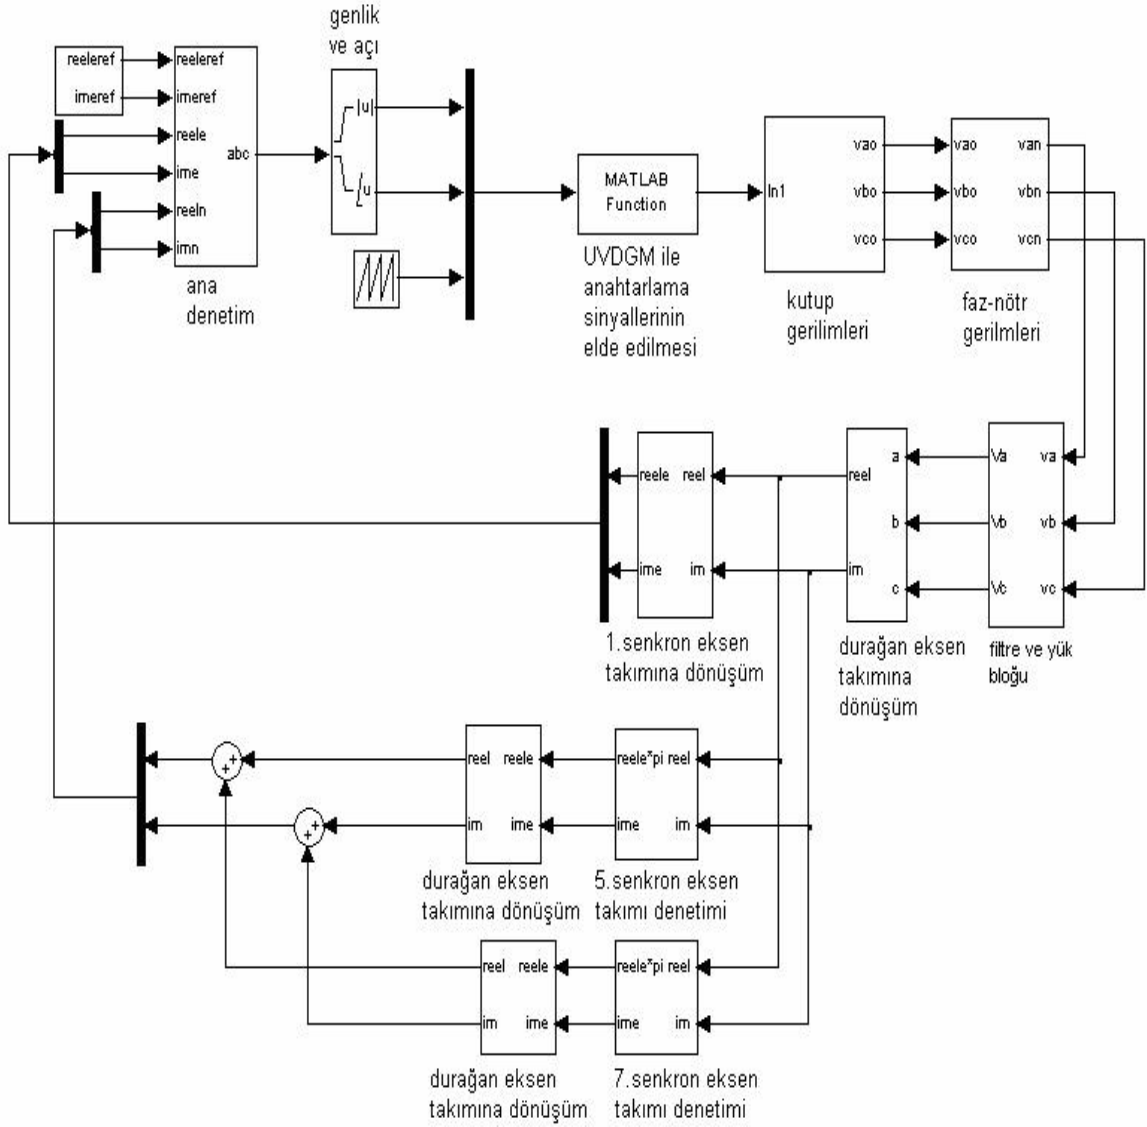 genlik
ve açı
reeleref
imeref
reeleref
imeref
reele
ime
reeln
imn
abc
ana
denetim
|u|
u
MATLAB
Function
UVDGM ile
anahtarlama
sinyallerinin
elde edilmesi
In1
vao
vbo
vco
kutup
gerilimleri
vao
vbo
vco
van
vbn
vcn
faz-nötr
gerilmleri
reele
ime
reel
im
1.senkron eksen
takımına dönüşüm
reel
im
a
b
c
durağan eksen
takımına
dönüşüm
Va
Vb
Vc
va
vb
vc
filtre ve yük
bloğu
+
+
+
+
reel
im
reele
ime
durağan eksen
takımına dönüşüm
reele*pi
ime
reel
im
5.senkron eksen
takımı denetimi
reel
im
reele
ime
durağan eksen
takımına dönüşüm
reele*pi
ime
reel
im
7.senkron eksen
takımı denetimi